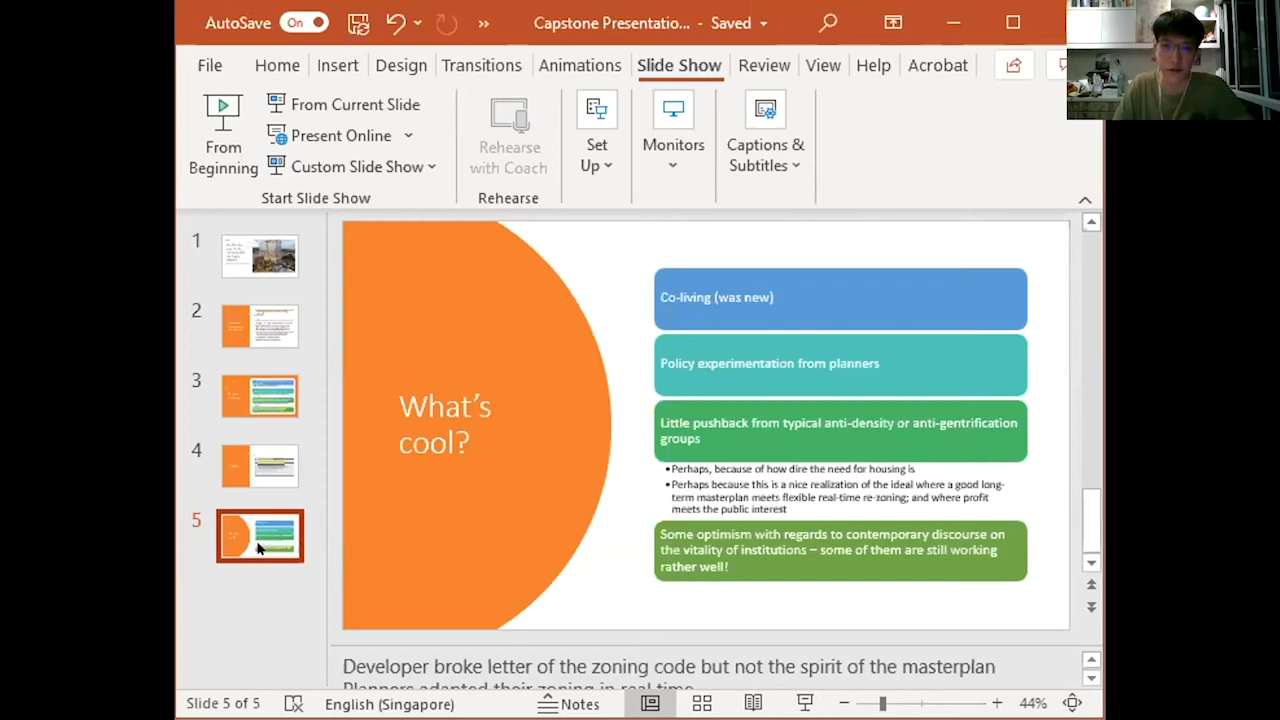 AutoSave On » Capstone Presentatio... - Saved
File Home Insert Design Transitions Animations Slide Show Review View Help Acrobat
From Beginning
From Current Slide
Present Online
Custom Slide Show
Start Slide Show
Rehearse with Coach
Rehearse
Set Up
Monitors
Captions & Subtitles
1
2
3
4
5
What's
cool?
Co-living (was new)
Policy experimentation from planners
Little pushback from typical anti-density or anti-gentrification
groups
•Perhaps, because of how dire the need for housing is
•Perhaps because this is a nice realization of the ideal where a good long-
term masterplan meets flexible real-time re-zoning; and where profit
meets the public interest
Some optimism with regards to contemporary discourse on
the vitality of institutions – some of them are still working
rather well!
Developer broke letter of the zoning code but not the spirit of the masterplan
Planners adapted their zoning in real time
Slide 5 of 5 English (Singapore) Notes 44%